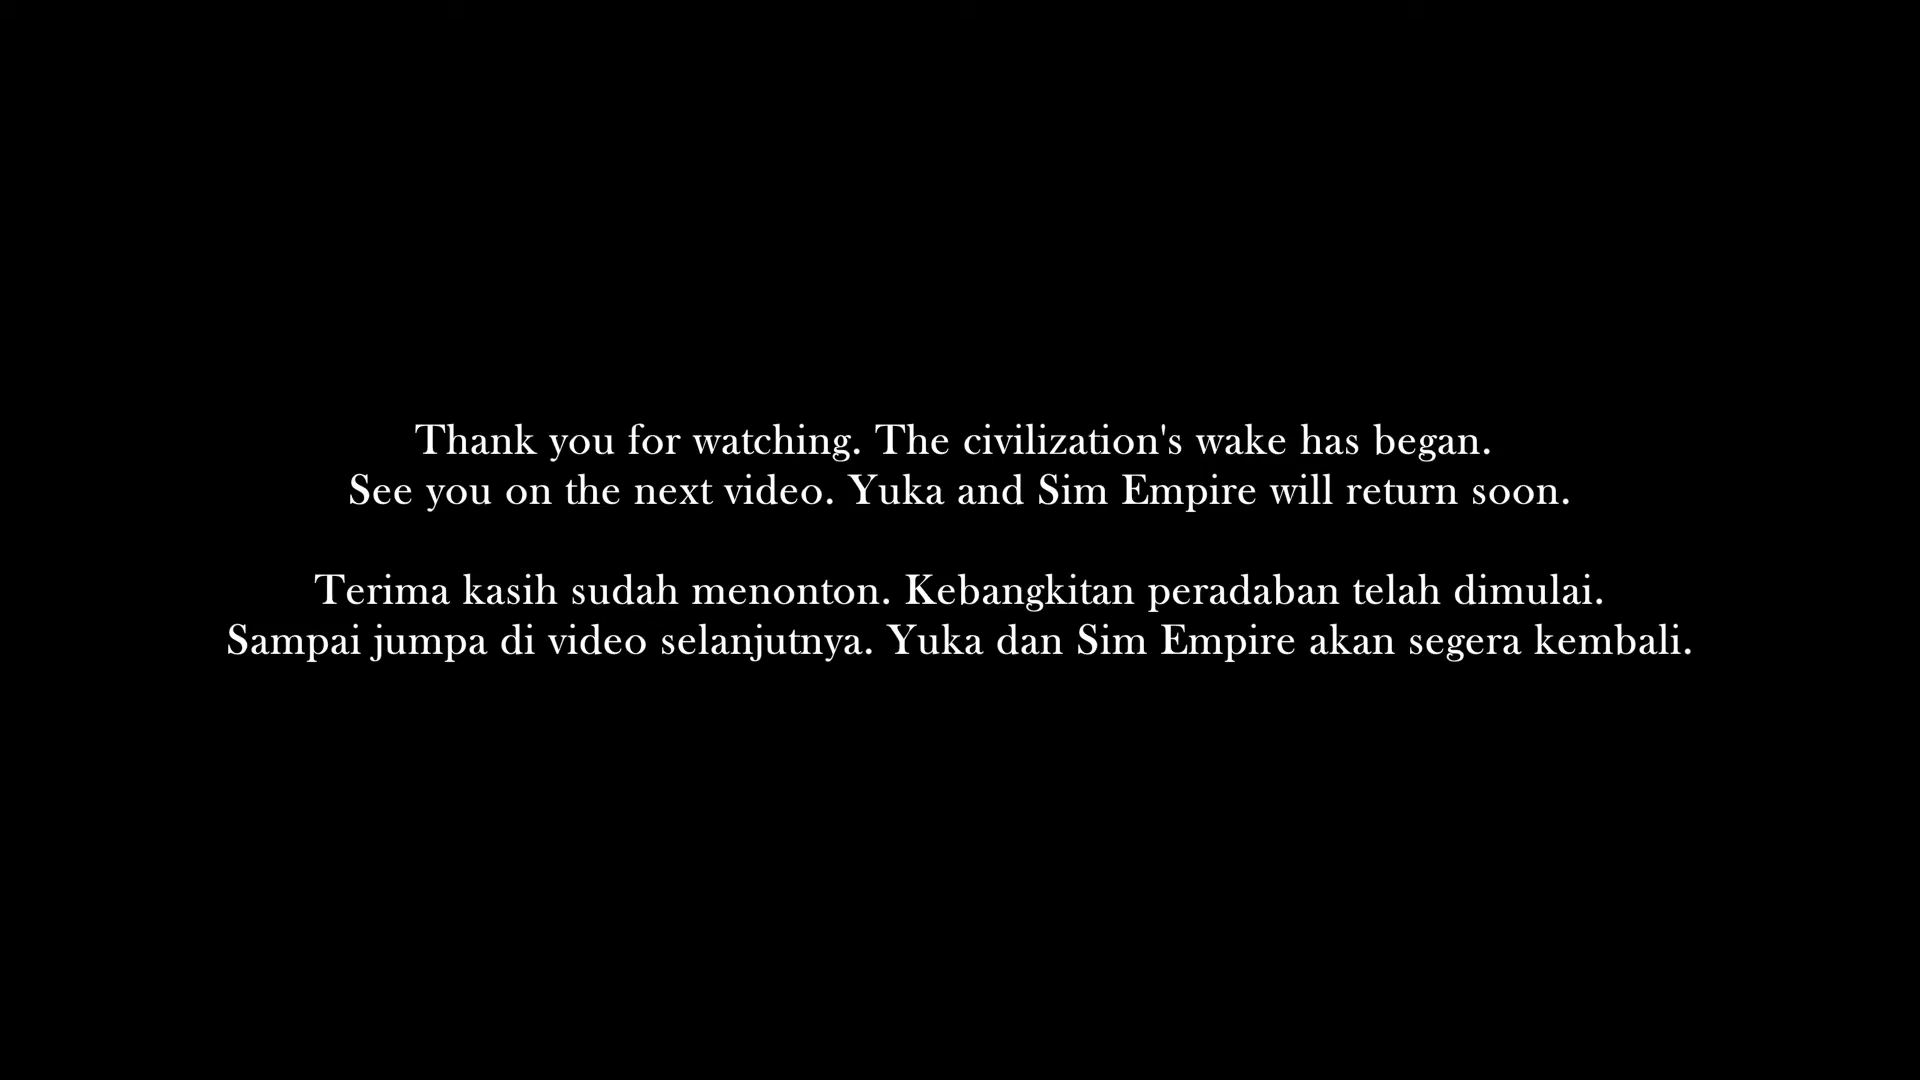 Thank you for watching. The civilization's wake has began.
See you on the next video. Yuka and Sim Empire will return soon.
Terima kasih sudah menonton. Kebangkitan peradaban telah dimulai.
Sampai jumpa di video selanjutnya. Yuka dan Sim Empire akan segera kembali.